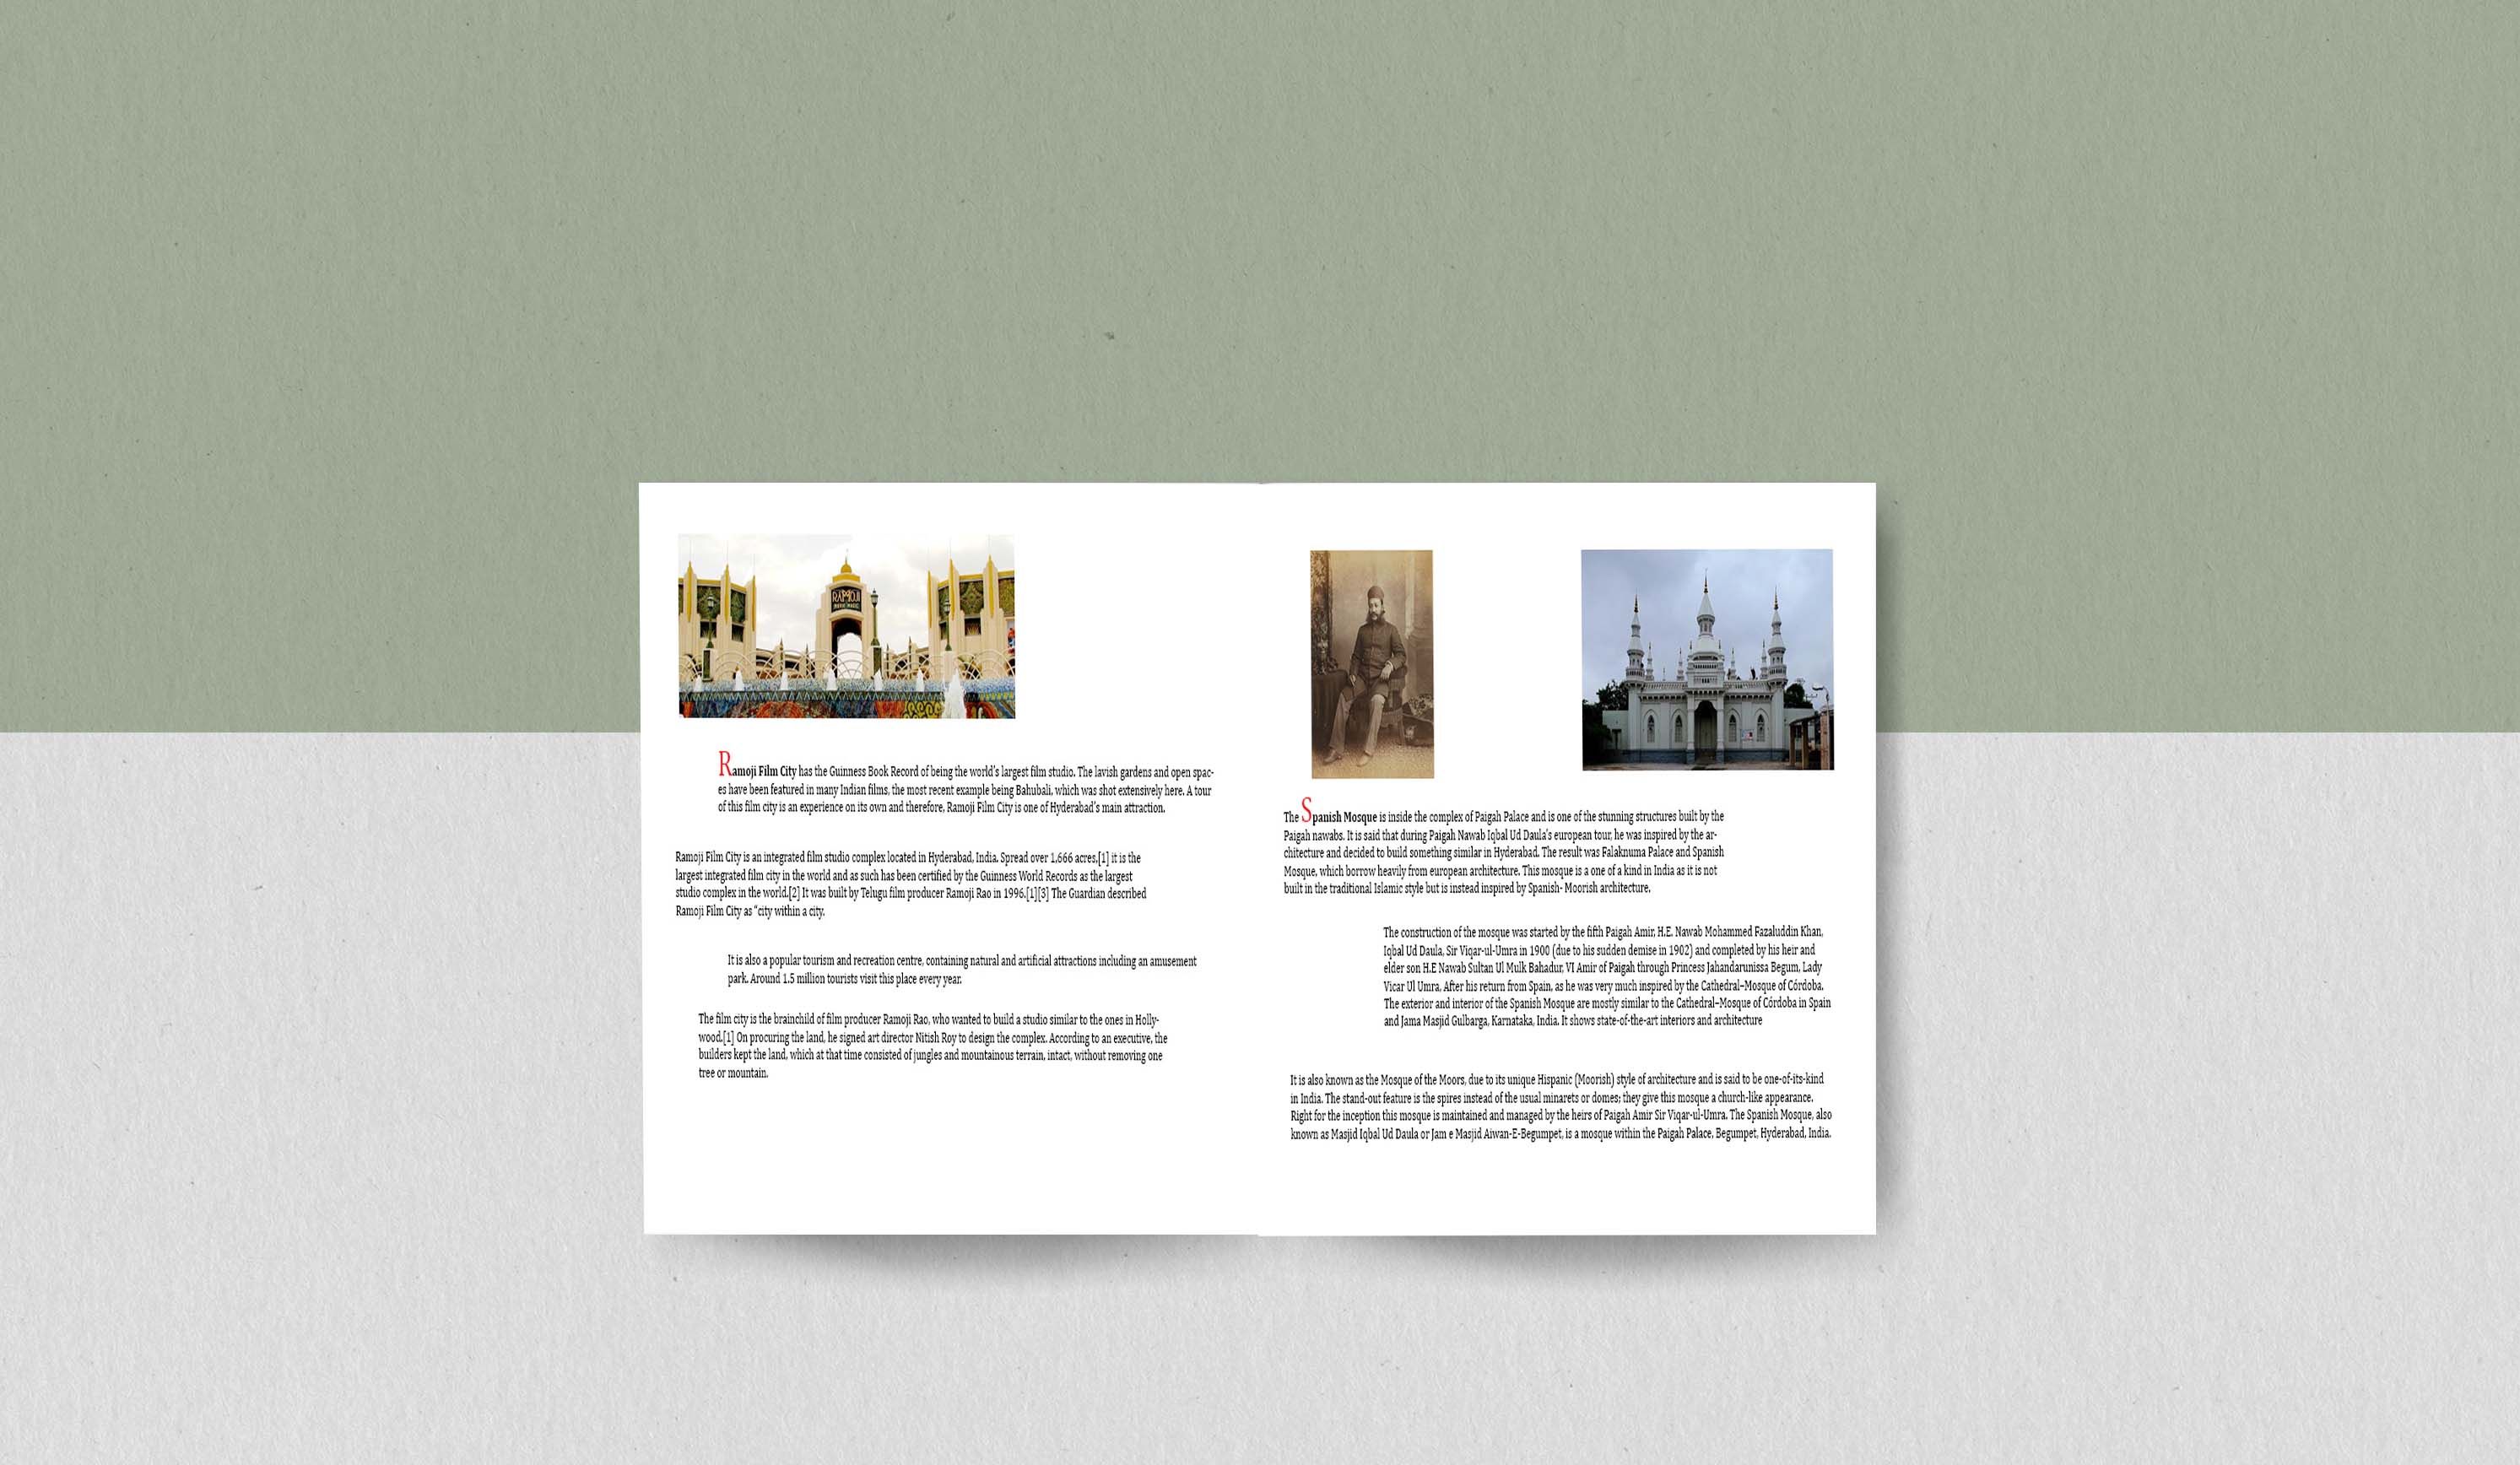 RAMOJI
Ramoji Film City has the Guinness Book Record of being the world's largest film studio. The lavish gardens and open spac-
es have been featured in many Indian films, the most recent example being Bahubali, which was shot extensively here. A tour
of this film city is an experience on its own and therefore, Ramoji Film City is one of Hyderabad's main attraction.
Ramoji Film City is an integrated film studio complex located in Hyderabad, India. Spread over 1,666 acres,[1] it is the
largest integrated film city in the world and as such has been certified by the Guinness World Records as the largest
studio complex in the world.[2] It was built by Telugu film producer Ramoji Rao in 1996.[1][3] The Guardian described
Ramoji Film City as "city within a city.
It is also a popular tourism and recreation centre, containing natural and artificial attractions including an amusement
park. Around 1.5 million tourists visit this place every year.
The film city is the brainchild of film producer Ramoji Rao, who wanted to build a studio similar to the ones in Holly-
wood.[1] On procuring the land, he signed art director Nitish Roy to design the complex. According to an executive, the
builders kept the land, which at that time consisted of jungles and mountainous terrain, intact, without removing one
tree or mountain.
The Spanish Mosque is inside the complex of Paigah Palace and is one of the stunning structures built by the
Paigah nawabs. It is said that during Paigah Nawab Iqbal Ud Daula's european tour, he was inspired by the ar-
chitecture and decided to build something similar in Hyderabad. The result was Falaknuma Palace and Spanish
Mosque, which borrow heavily from european architecture. This mosque is a one of a kind in India as it is not
built in the traditional Islamic style but is instead inspired by Spanish- Moorish architecture.
The construction of the mosque was started by the fifth Paigah Amir, H.E. Nawab Mohammed Fazaluddin Khan,
Iqbal Ud Daula, Sir Viqar-ul-Umra in 1900 (due to his sudden demise in 1902) and completed by his heir and
elder son H.E Nawab Sultan Ul Mulk Bahadur, VI Amir of Paigah through Princess Jahandarunissa Begum, Lady
Vicar Ul Umra. After his return from Spain, as he was very much inspired by the Cathedral–Mosque of Córdoba.
The exterior and interior of the Spanish Mosque are mostly similar to the Cathedral–Mosque of Córdoba in Spain
and Jama Masjid Gulbarga, Karnataka, India. It shows state-of-the-art interiors and architecture
It is also known as the Mosque of the Moors, due to its unique Hispanic (Moorish) style of architecture and is said to be one-of-its-kind
in India. The stand-out feature is the spires instead of the usual minarets or domes; they give this mosque a church-like appearance.
Right for the inception this mosque is maintained and managed by the heirs of Paigah Amir Sir Viqar-ul-Umra. The Spanish Mosque, also
known as Masjid Iqbal Ud Daula or Jam e Masjid Aiwan-E-Begumpet, is a mosque within the Paigah Palace, Begumpet, Hyderabad, India.